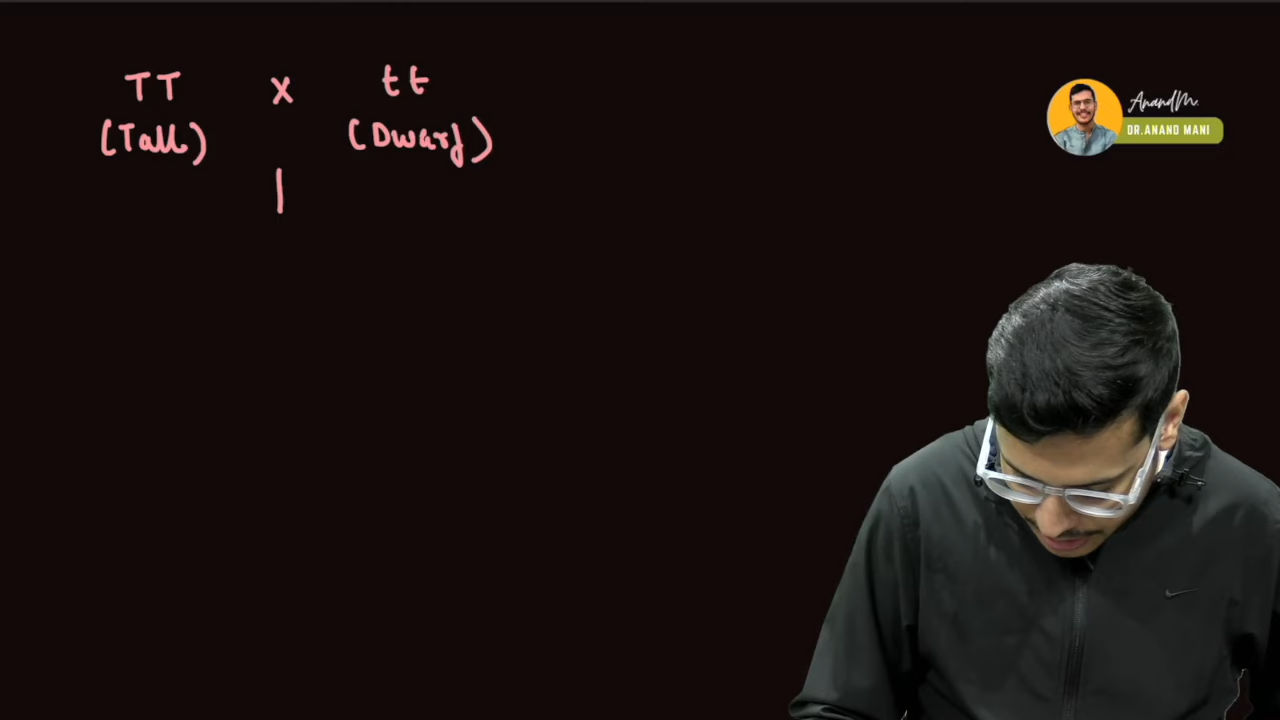 TT x tt
(Tall) (Dwarf)
AnandM.
DR.ANAND MANI